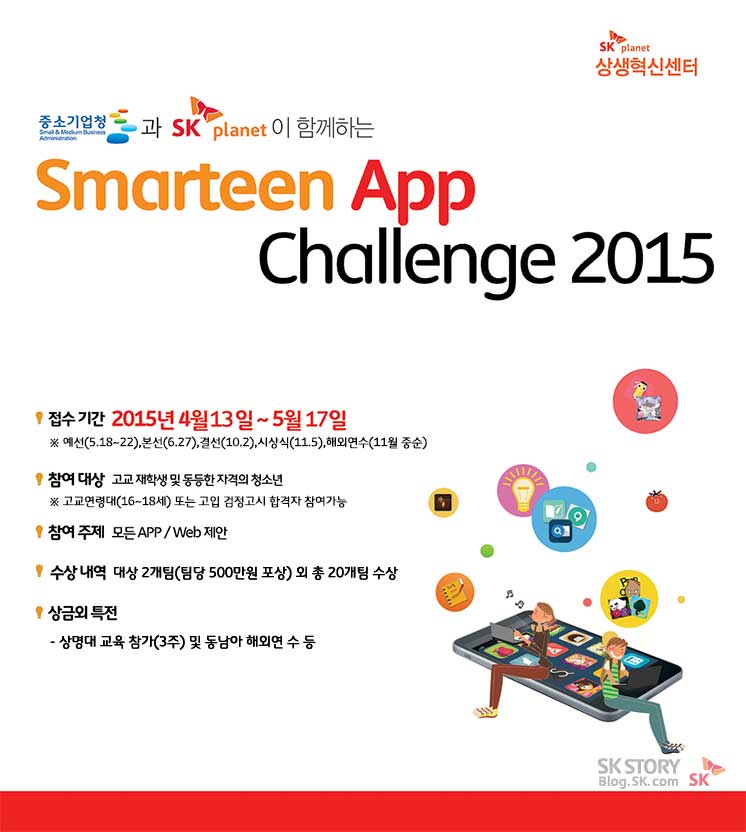 SK planet
상생혁신센터
중소기업청
Small & Medium Business
Administration
과 SK planet 이 함께하는
Smarteen App
Challenge 2015
접수 기간 2015년 4월13일~5월 17일
※ 예선(5.18~22),본선(6.27),결선(10.2),시상식(11.5),해외연수(11월 중순)
참여 대상 고교 재학생 및 동등한 자격의 청소년
※ 고교연령대(16~18세) 또는 고입 검정고시 합격자 참여가능
참여 주제 모든 APP / Web 제안
수상 내역 대상 2개팀(팀당 500만원 포상) 외 총 20개팀 수상
상금외 특전
- 상명대 교육 참가(3주) 및 동남아 해외연 수 등
SK STORY
Blog.SK.com SK